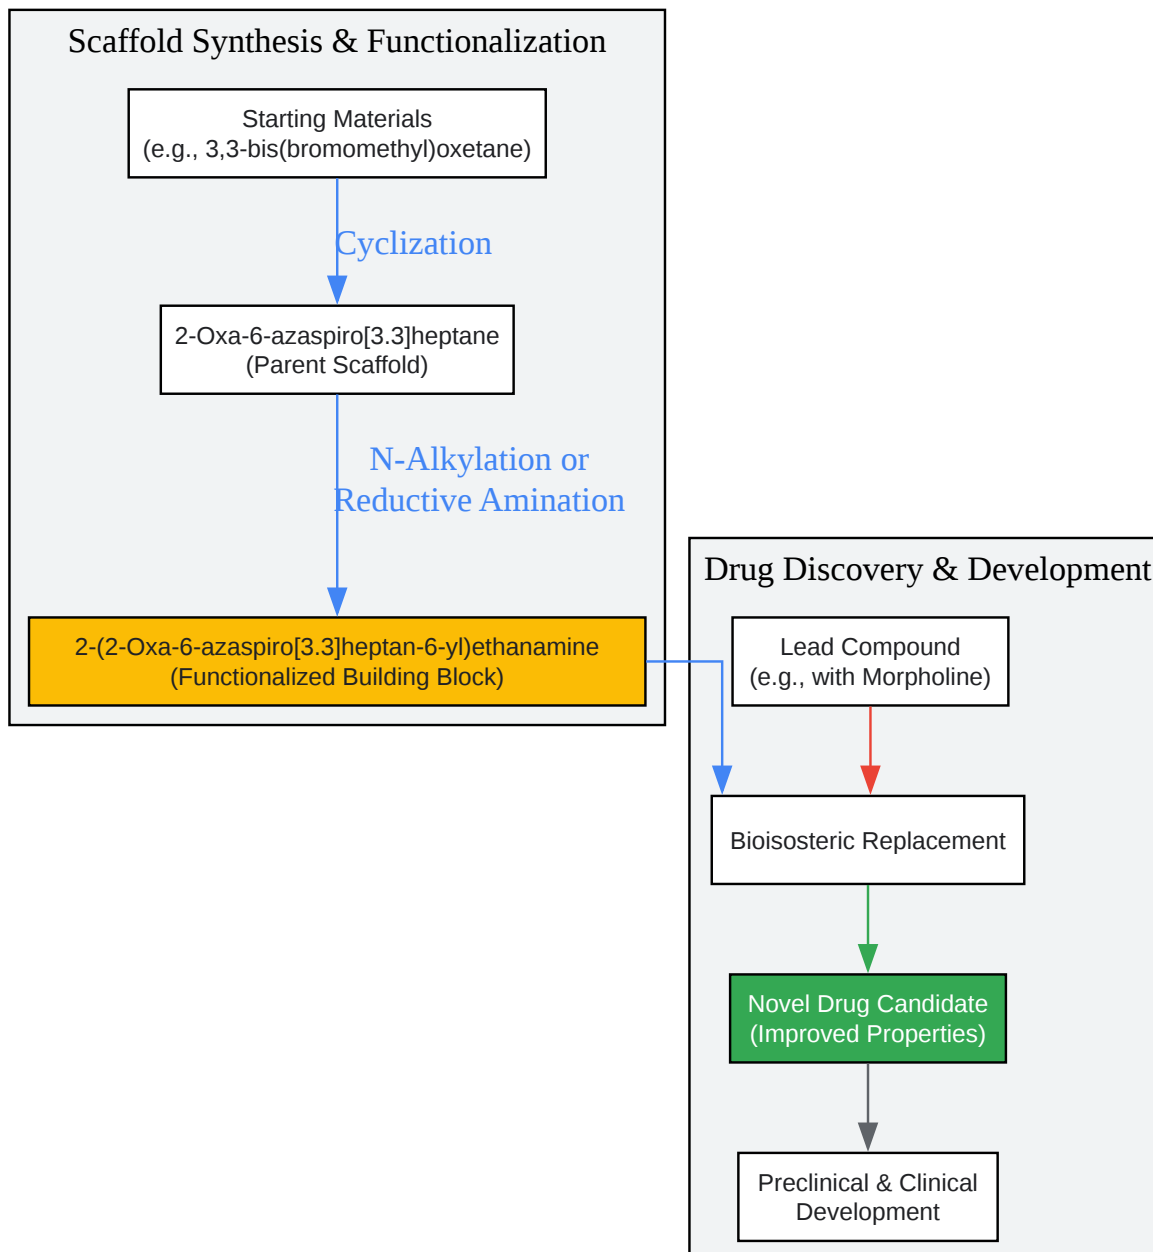 Scaffold Synthesis & Functionalization
Starting Materials
(e.g., 3,3-bis(bromomethyl)oxetane)
Cyclization
2-Oxa-6-azaspiro[3.3]heptane
(Parent Scaffold)
N-Alkylation or
Reductive Amination
2-(2-Oxa-6-azaspiro[3.3]heptan-6-yl)ethanamine
(Functionalized Building Block)
Drug Discovery & Development
Lead Compound
(e.g., with Morpholine)
Bioisosteric Replacement
Novel Drug Candidate
(Improved Properties)
Preclinical & Clinical
Development